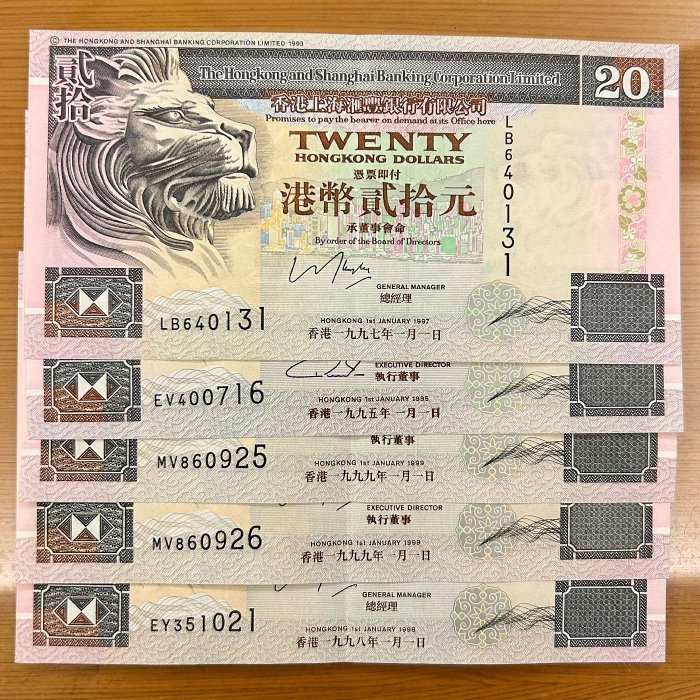 © THE HONGKONG AND SHANGHAI BANKING CORPORATION LIMITED 1993
貳拾
The Hongkong and Shanghai Banking Corporation Limited
20
香港上海滙豐銀行有限公司
Promises to pay the bearer on demand at its Office here
TWENTY
HONGKONG DOLLARS
憑票即付
港幣貳拾元
承董事會命
By order of the Board of Directors
LB640131
GENERAL MANAGER
總經理
LB640131
HONGKONG 1st JANUARY 1997
香港一九九七年一月一日
EXECUTIVE DIRECTOR
執行董事
EV400716
HONGKONG 1st JANUARY 1995
香港一九九五年一月一日
執行董事
MV860925
HONGKONG 1st JANUARY 1999
香港一九九九年一月一日
EXECUTIVE DIRECTOR
執行董事
MV860926
HONGKONG 1st JANUARY 1999
香港一九九九年一月一日
GENERAL MANAGER
總經理
EY351021
HONGKONG 1st JANUARY 1998
香港一九九八年一月一日